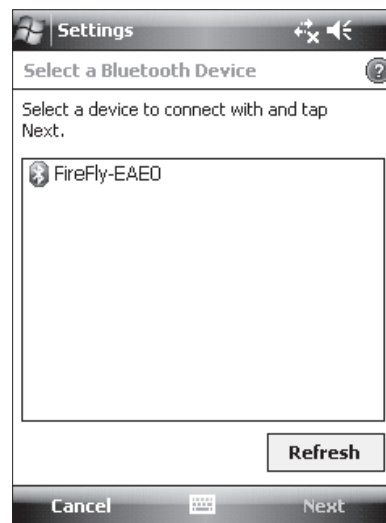 Settings
Select a Bluetooth Device
?
Select a device to connect with and tap
Next.
FireFly-EAE0
Refresh
Cancel
Next